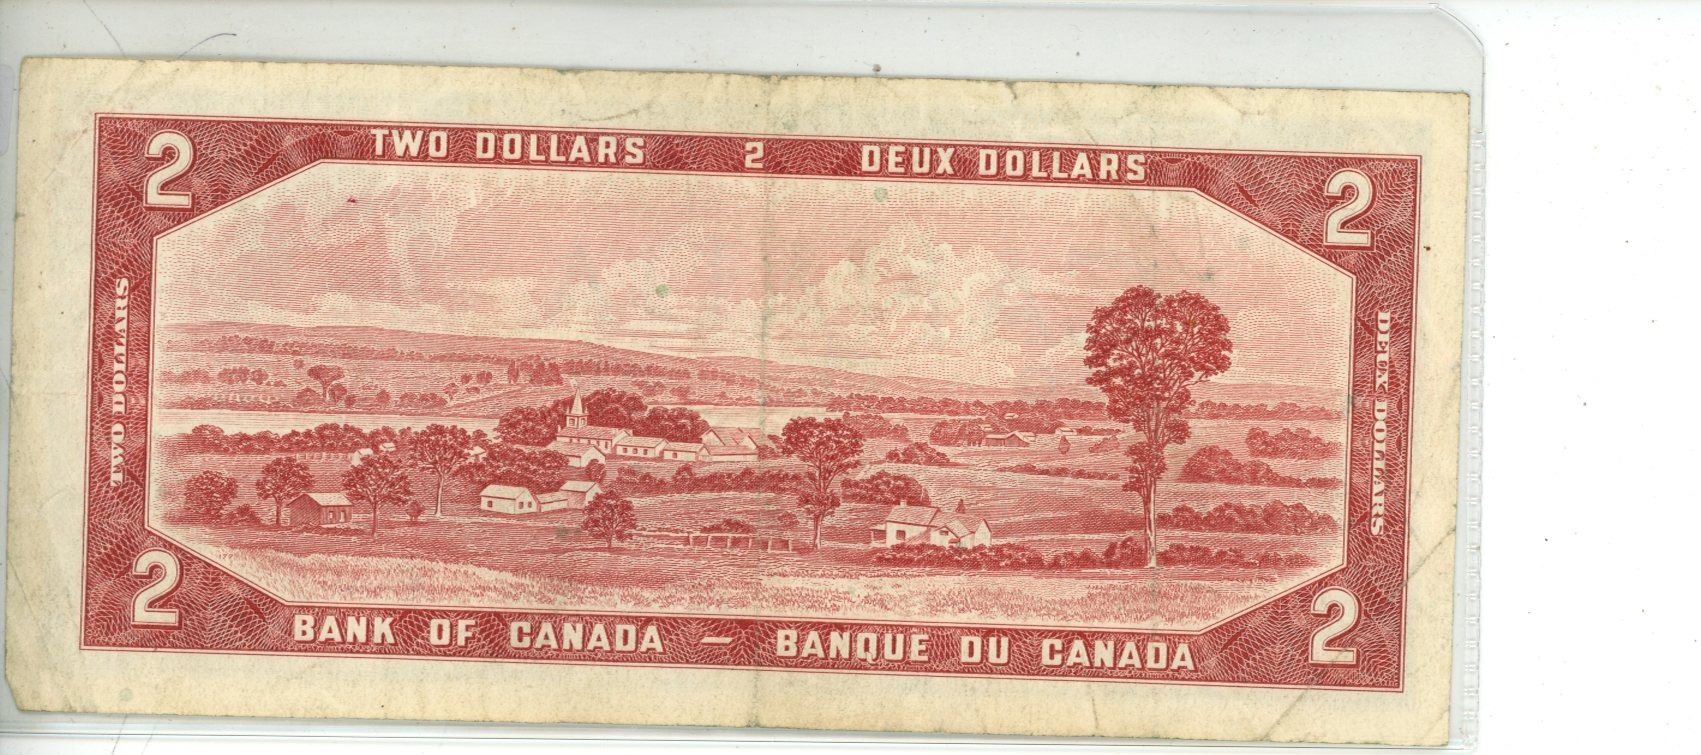 2 TWO DOLLARS 2 DEUX DOLLARS 2
TWO DOLLARS
DEUX DOLLARS
2 BANK OF CANADA — BANQUE DU CANADA 2